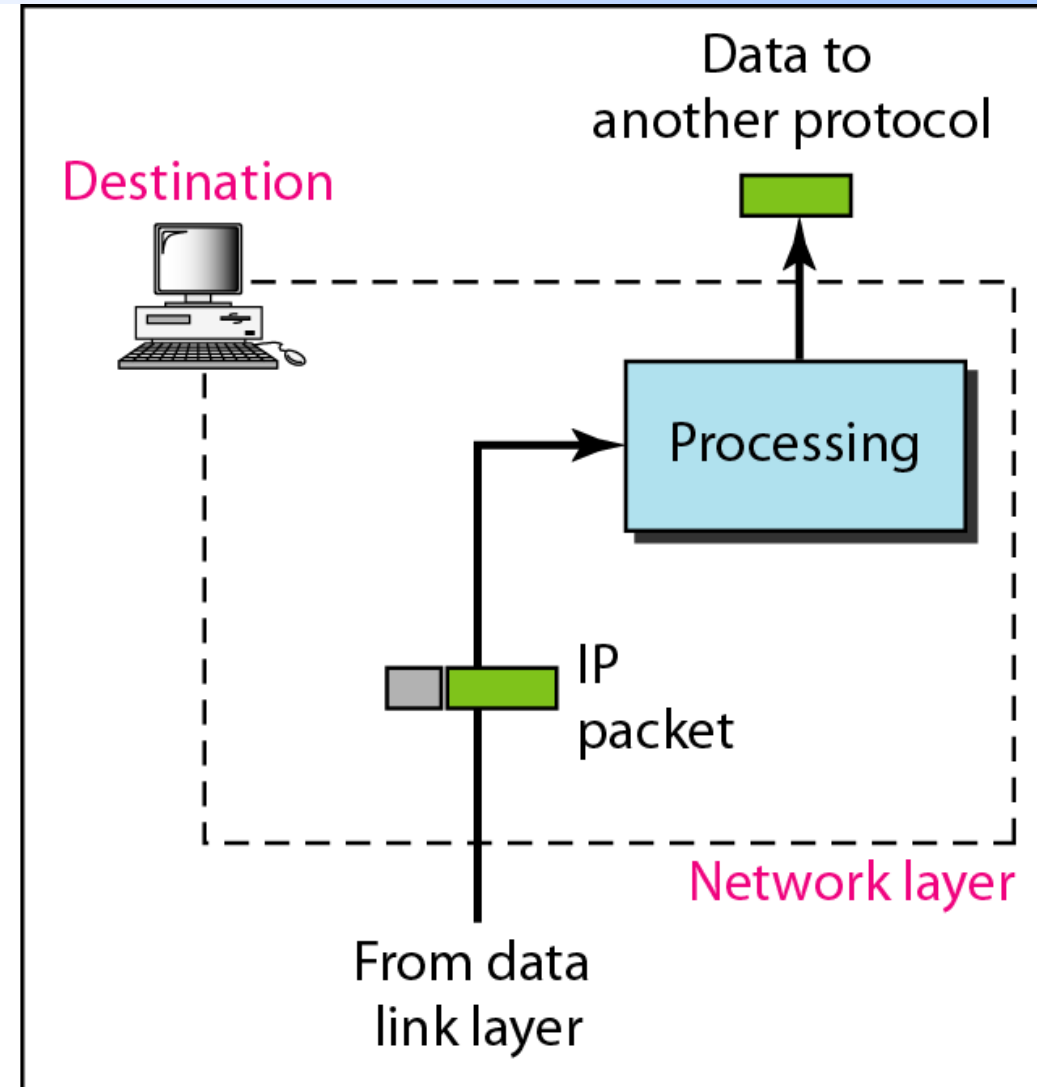 Data to
another protocol
Destination
Processing
IP
packet
Network layer
From data
link layer